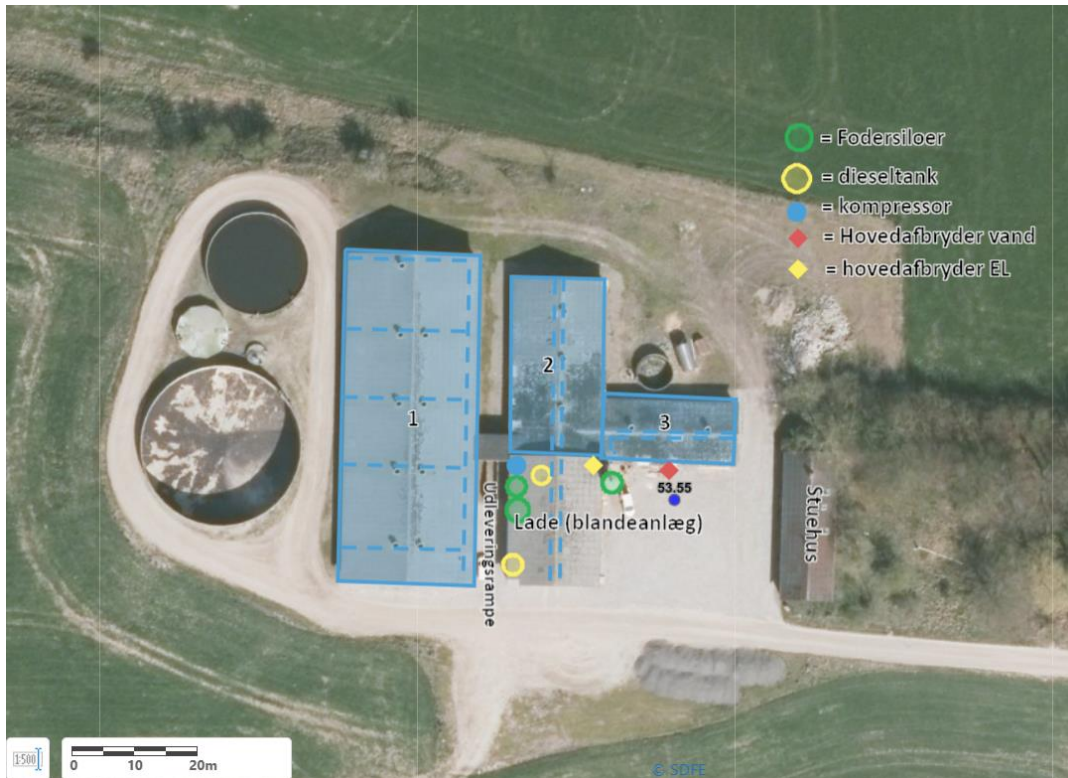 = Fodersiloer
= dieseltank
= kompressor
= Hovedafbryder vand
= hovedafbryder EL
1
2
3
53.55
Lade (blandeanlæg)
Udleveringsrampe
Stuehus
1:500
0 10 20m
© SDFE